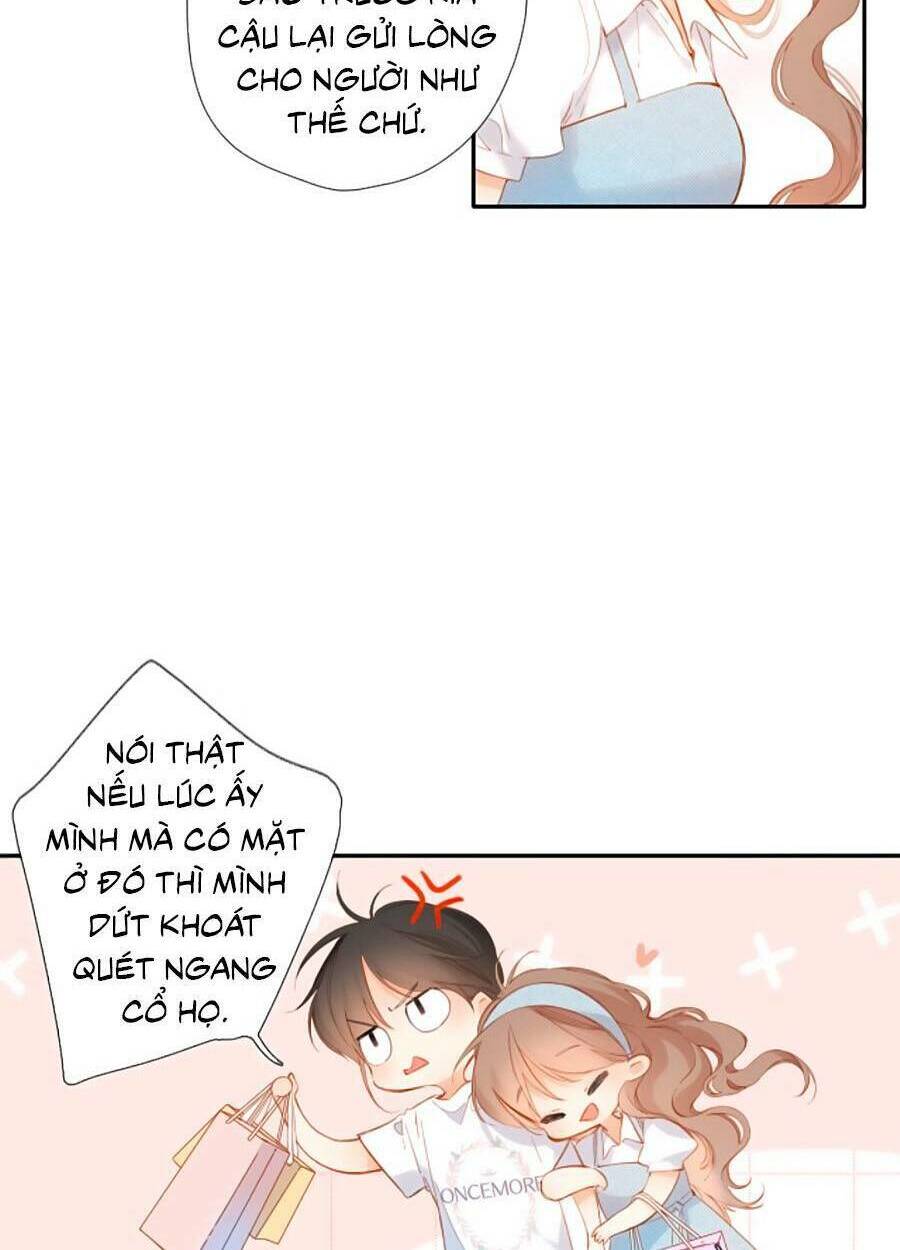 CẬU LẠI GỬI LÒNG
CHO NGƯỜI NHƯ
THẾ CHỨ.
NÓI THẬT
NẾU LÚC ẤY
MÌNH MÀ CÓ MẶT
Ở ĐÓ THÌ MÌNH
DỨT KHOÁT
QUÉT NGANG
CỔ HỌ.
ONCEMORE